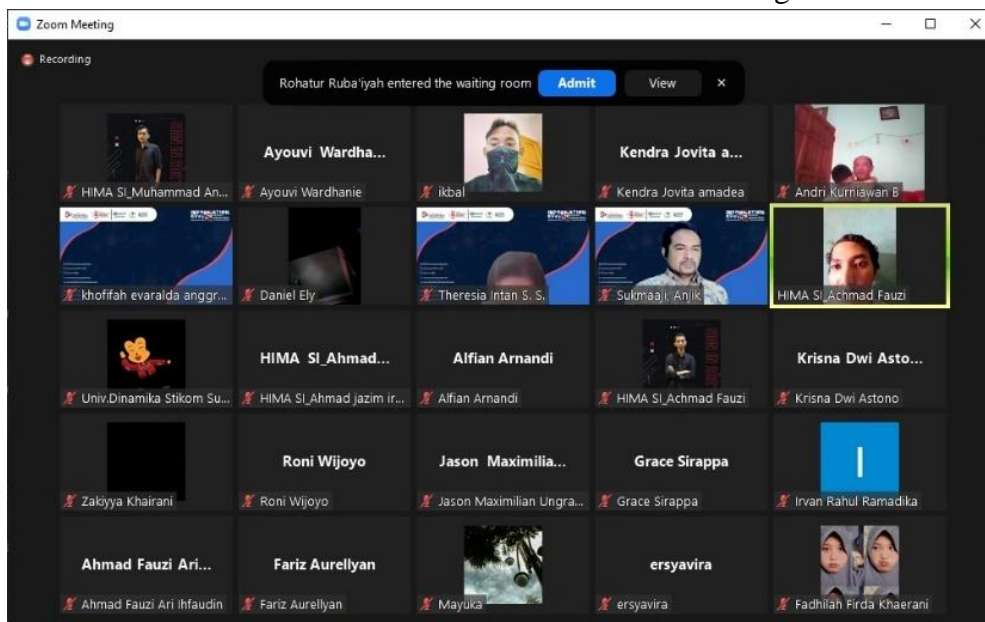 Zoom Meeting
Recording
Rohatur Ruba'iyah entered the waiting room Admit View
HIMA SI_Muhammad An...
Ayouvi Wardha...
Ayouvi Wardhanie
ikbal
Kendra Jovita a...
Kendra Jovita amadea
Andri Kurniawan B
khofifah evaralda anggr...
Daniel Ely
Theresia Intan S. S.
Sukmaaji, Anjik
HIMA SI_Achmad Fauzi
Univ.Dinamika Stikom Su...
HIMA SI_Ahmad...
HIMA SI_Ahmad jazim ir...
Alfian Arnandi
Alfian Arnandi
HIMA SI_Achmad Fauzi
Krisna Dwi Asto...
Krisna Dwi Astono
Zakiyya Khairani
Roni Wijoyo
Roni Wijoyo
Jason Maximilia...
Jason Maximilian Ungra...
Grace Sirappa
Grace Sirappa
I
Irvan Rahul Ramadika
Ahmad Fauzi Ari...
Ahmad Fauzi Ari Ihfaudin
Fariz Aurellyan
Fariz Aurellyan
Mayuka
ersyavira
ersyavira
Fadhilah Firda Khaerani